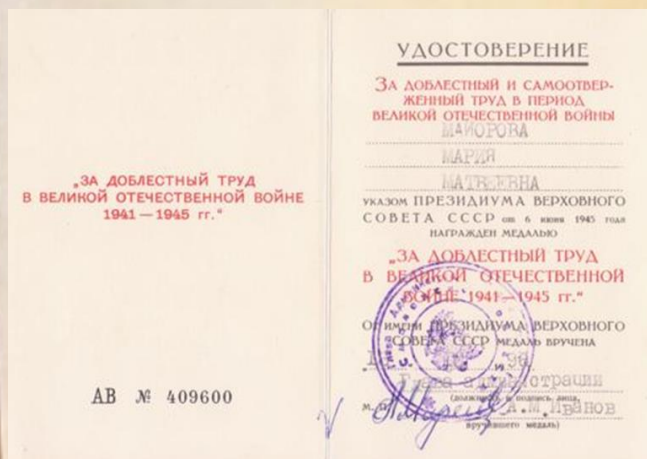 „ЗА ДОБЛЕСТНЫЙ ТРУД
В ВЕЛИКОЙ ОТЕЧЕСТВЕННОЙ ВОЙНЕ
1941 — 1945 гг.“
АВ № 409600
УДОСТОВЕРЕНИЕ
ЗА ДОБЛЕСТНЫЙ И САМООТВЕР-
ЖЕННЫЙ ТРУД В ПЕРИОД
ВЕЛИКОЙ ОТЕЧЕСТВЕННОЙ ВОЙНЫ
МАЙОРОВА
МАРИЯ
МАТВЕЕВНА
УКАЗОМ ПРЕЗИДИУМА ВЕРХОВНОГО
СОВЕТА СССР от 6 июня 1945 года
НАГРАЖДЕН МЕДАЛЬЮ
„ЗА ДОБЛЕСТНЫЙ ТРУД
В ВЕЛИКОЙ ОТЕЧЕСТВЕННОЙ
ВОЙНЕ 1941 — 1945 гг.“
ОТ ИМЕНИ ПРЕЗИДИУМА ВЕРХОВНОГО
СОВЕТА СССР МЕДАЛЬ ВРУЧЕНА
Глава администрации
(должность и подпись лица,
М. П. А.М.Иванов
вручившего медаль)